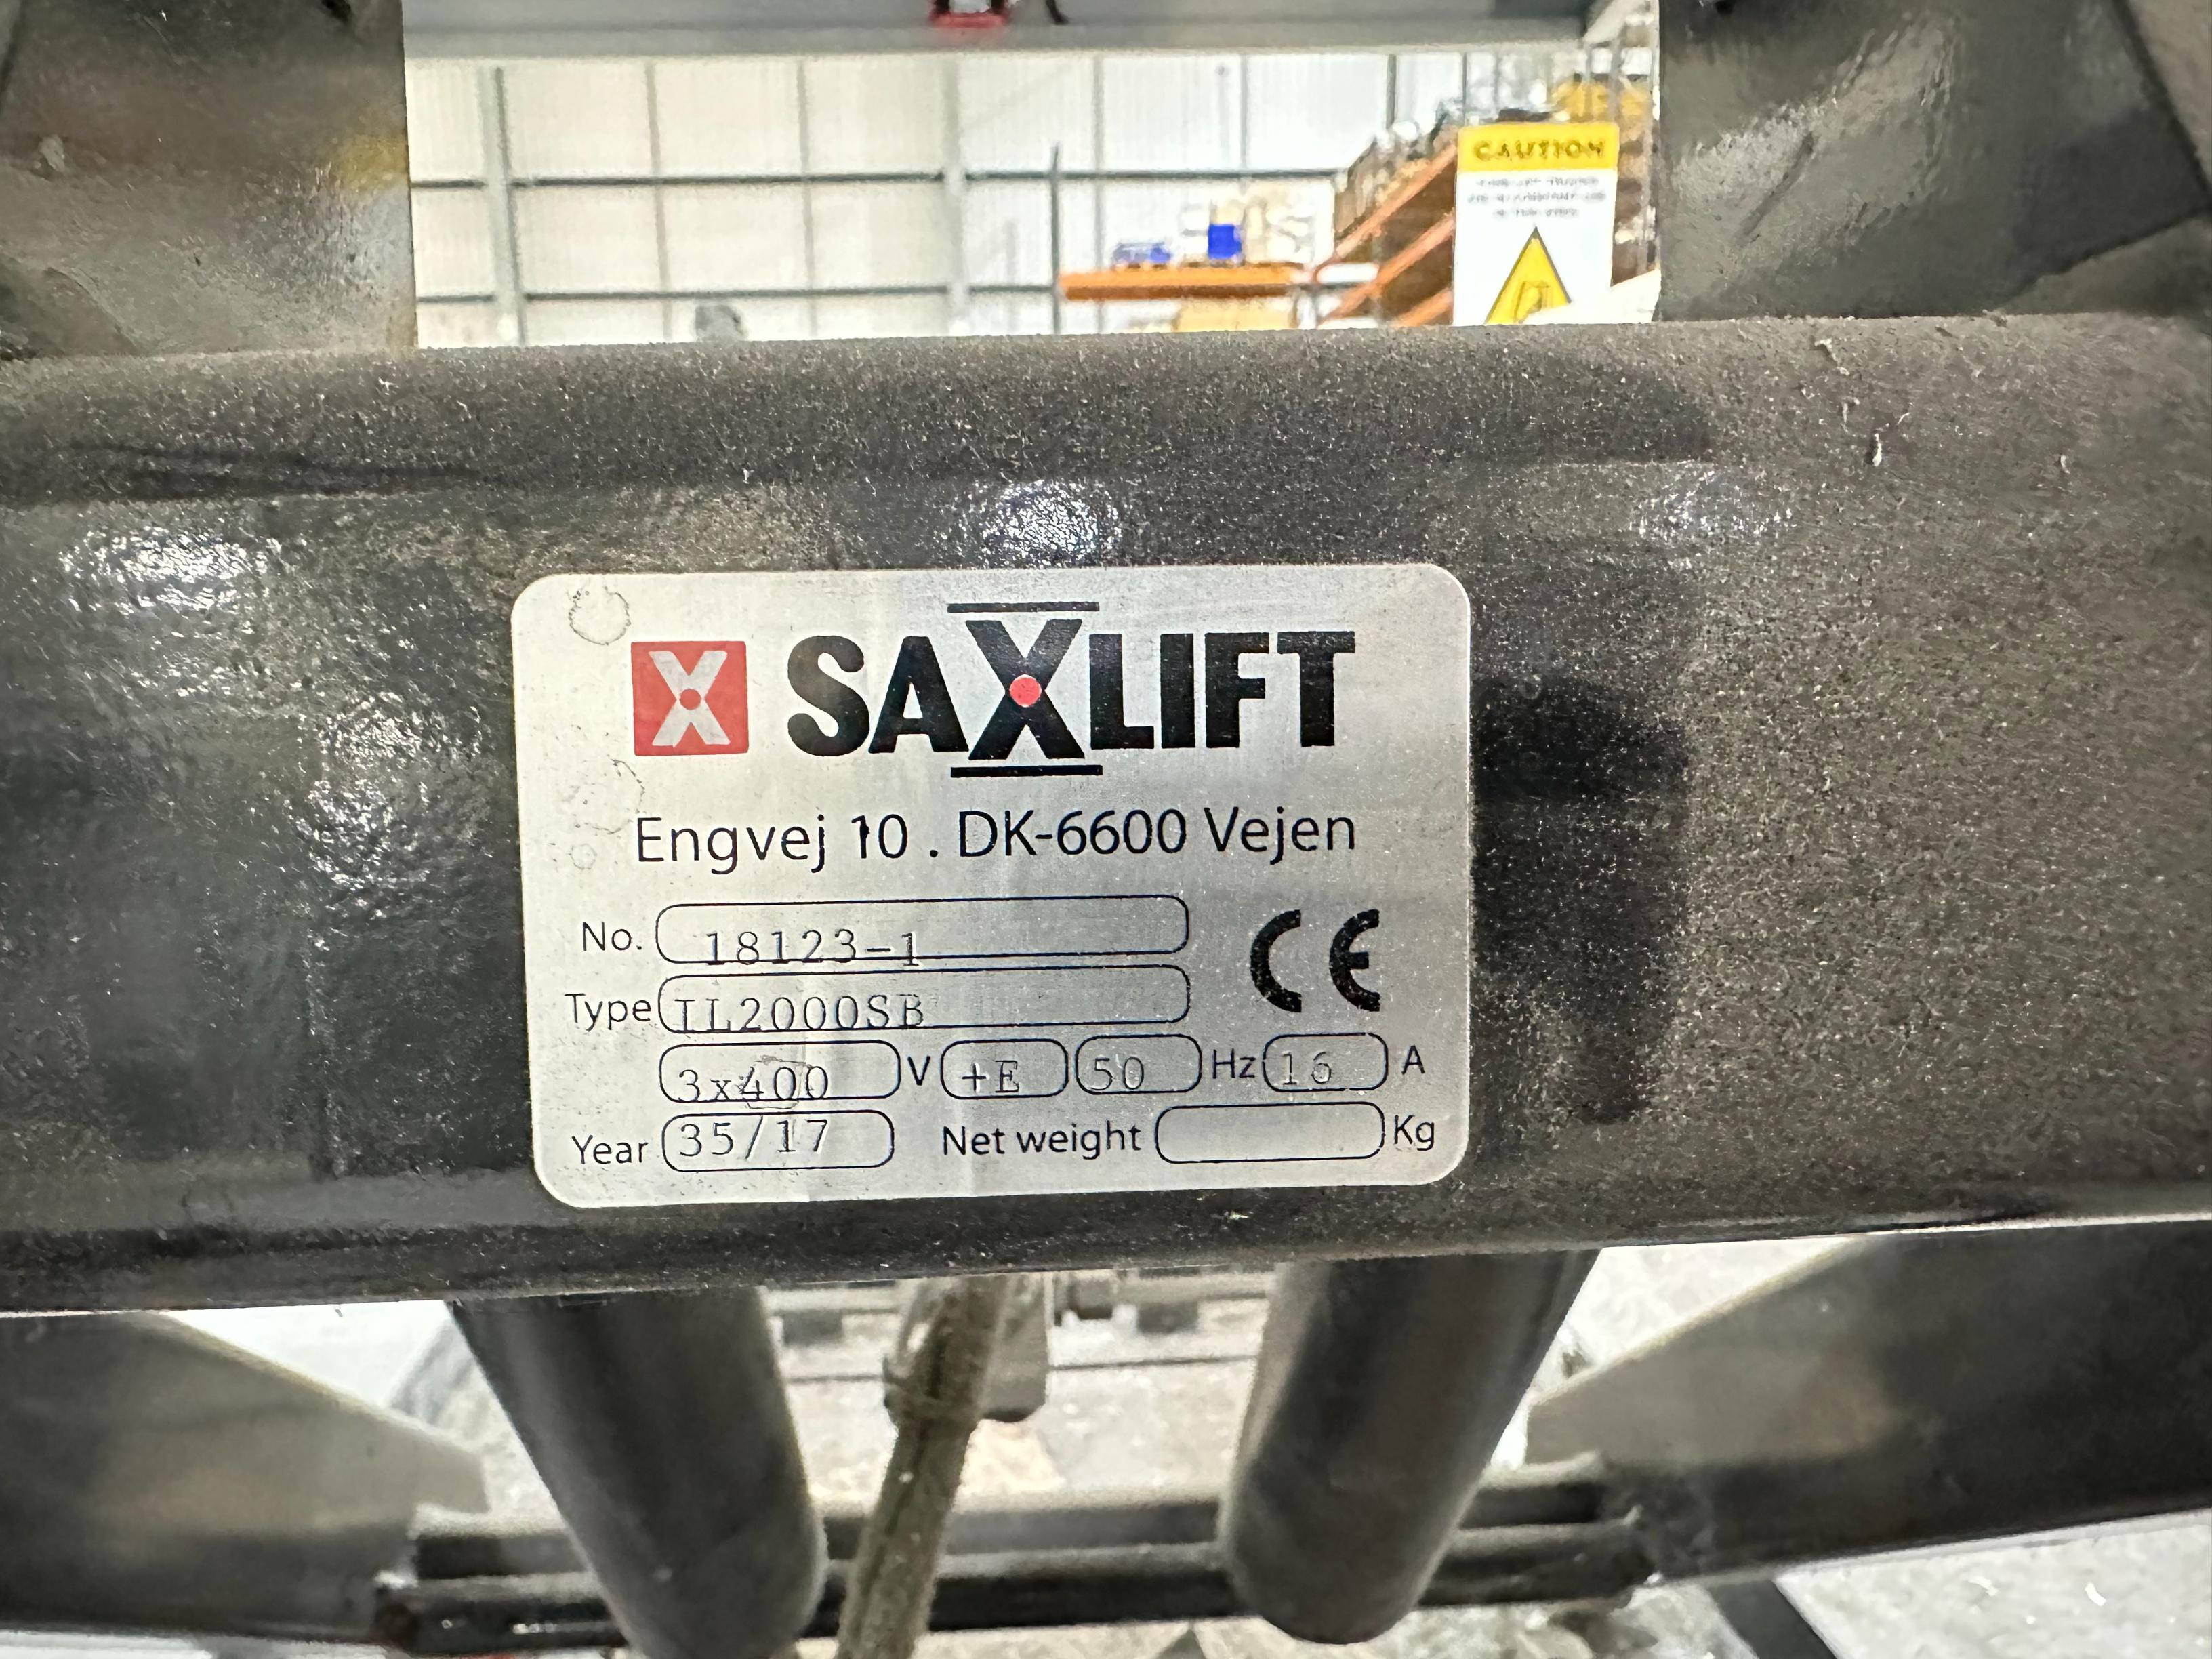 CAUTION
SAXLIFT
Engvej 10 . DK-6600 Vejen
No. 18123-1
CE
Type TL2000SB
3x400 V +E 50 Hz 16 A
Year 35/17 Net weight Kg